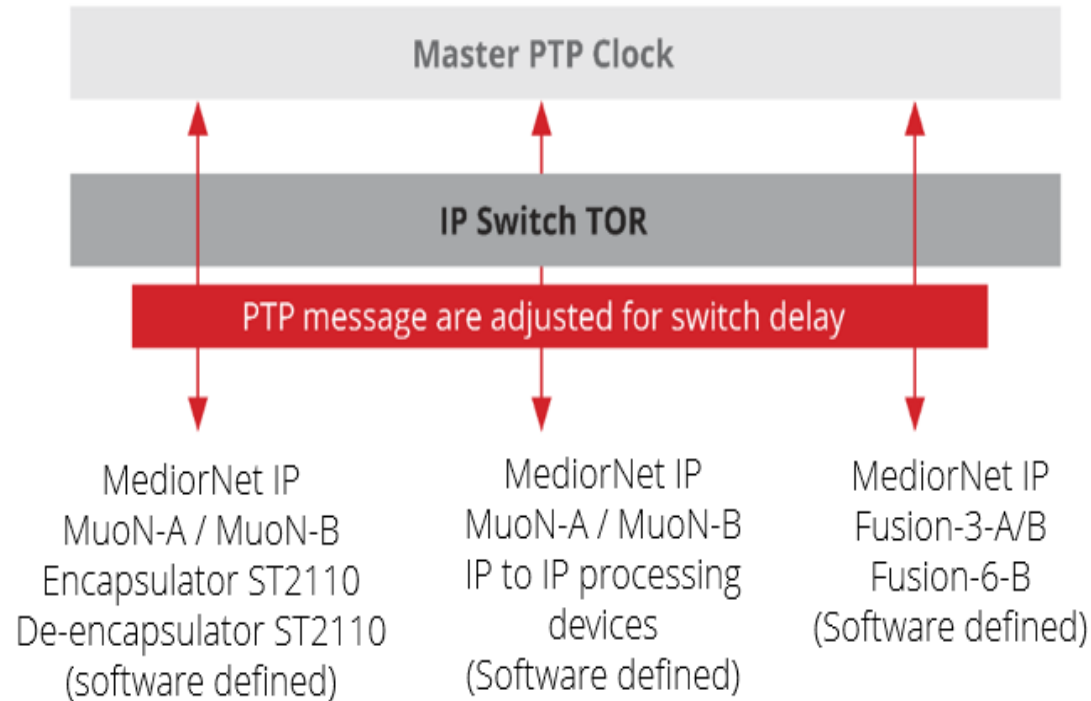 Master PTP Clock
IP Switch TOR
PTP message are adjusted for switch delay
MediorNet IP
MuoN-A / MuoN-B
Encapsulator ST2110
De-encapsulator ST2110
(software defined)
MediorNet IP
MuoN-A / MuoN-B
IP to IP processing
devices
(Software defined)
MediorNet IP
Fusion-3-A/B
Fusion-6-B
(Software defined)